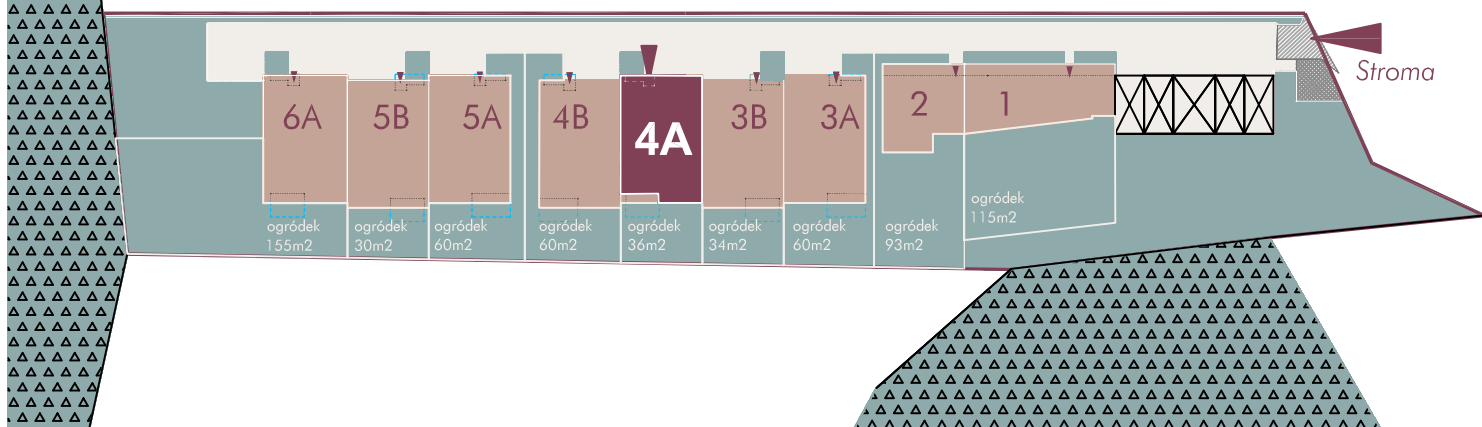 Stroma
6A
5B
5A
4B
4A
3B
3A
2
1
ogródek
155m2
ogródek
30m2
ogródek
60m2
ogródek
60m2
ogródek
36m2
ogródek
34m2
ogródek
60m2
ogródek
93m2
ogródek
115m2